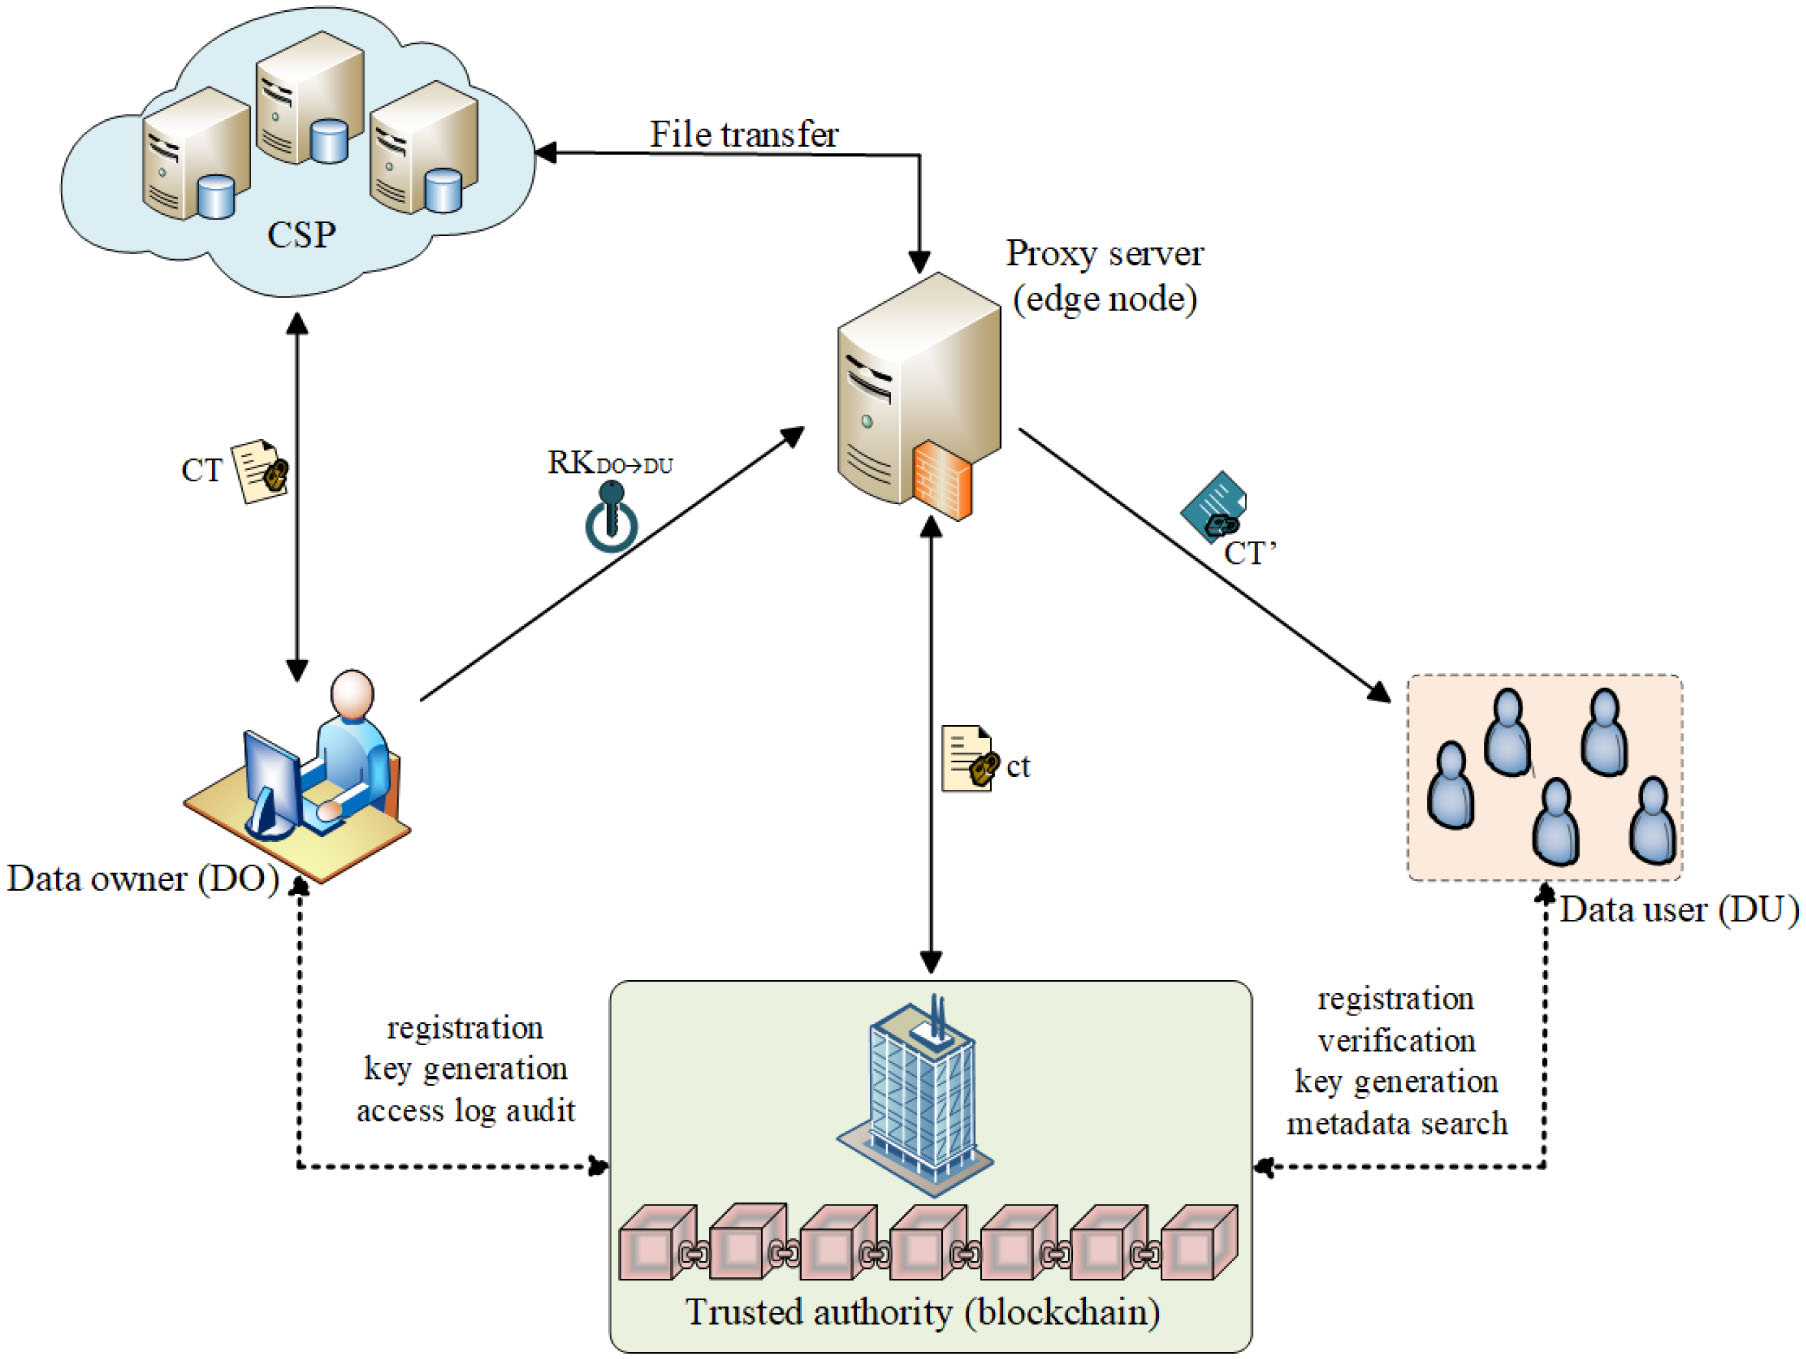 File transfer
CSP
Proxy server
(edge node)
CT
RKDO→DU
CT’
ct
Data owner (DO)
Data user (DU)
registration
key generation
access log audit
registration
verification
key generation
metadata search
Trusted authority (blockchain)